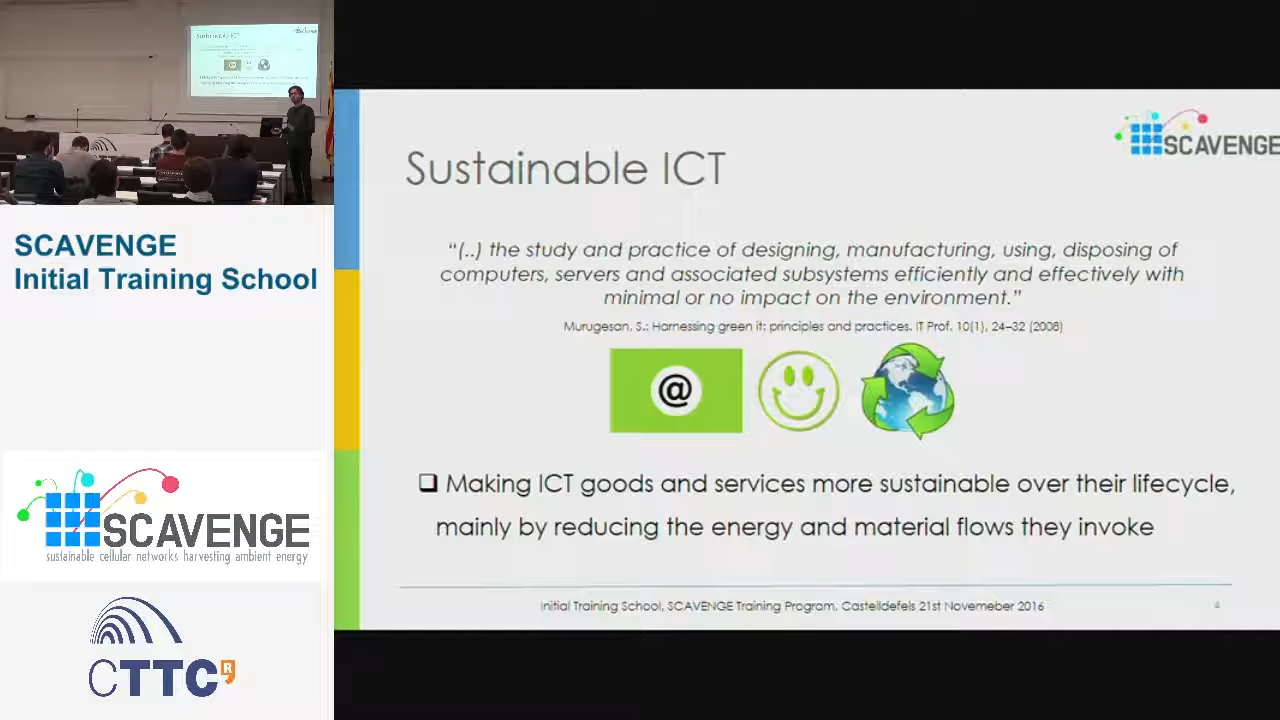 Sustainable ICT
SCAVENGE
Initial Training School
SCAVENGE
sustainable cellular networks harvesting ambient energy
CTTC
R
SCAVENGE
Sustainable ICT
“(..) the study and practice of designing, manufacturing, using, disposing of
computers, servers and associated subsystems efficiently and effectively with
minimal or no impact on the environment.”
Murugesan, S.: Harnessing green it: principles and practices. IT Prof. 10(1), 24–32 (2008)
@
❑ Making ICT goods and services more sustainable over their lifecycle,
mainly by reducing the energy and material flows they invoke
Initial Training School, SCAVENGE Training Program, Castelldefels 21st Novemeber 2016
4